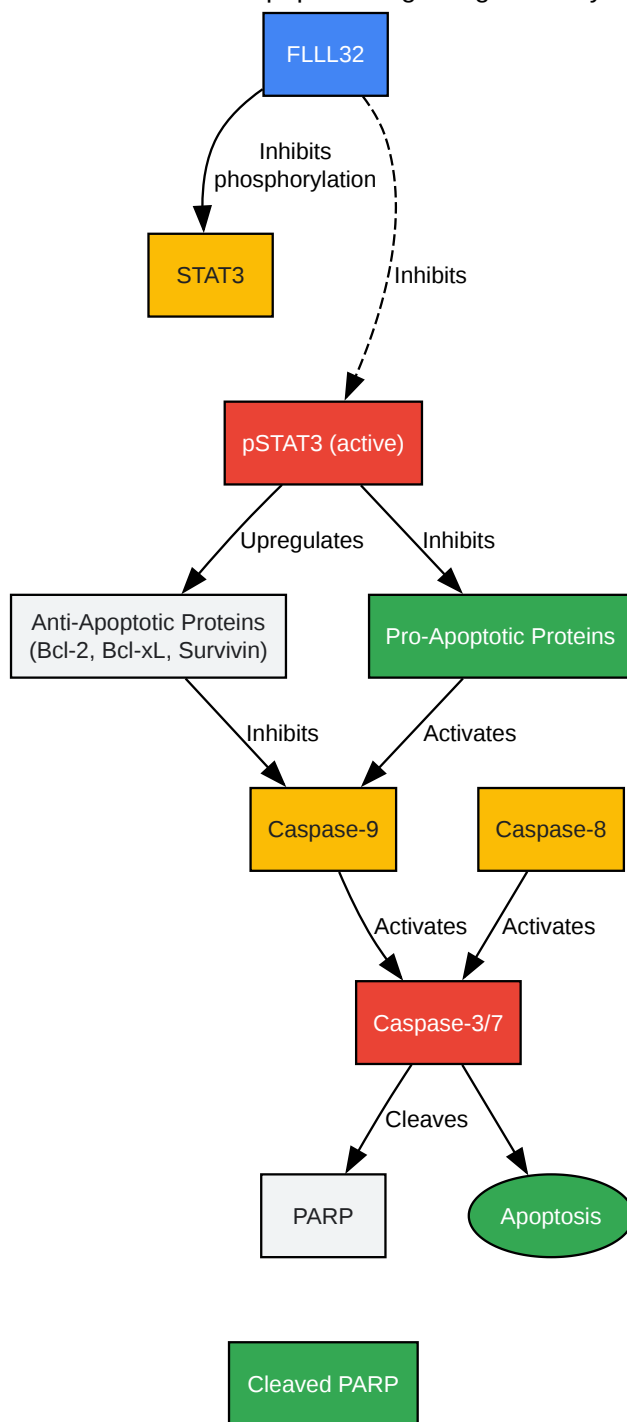 FLLL32
Inhibits
phosphorylation
STAT3
Inhibits
pSTAT3 (active)
Upregulates
Inhibits
Anti-Apoptotic Proteins
(Bcl-2, Bcl-xL, Survivin)
Pro-Apoptotic Proteins
Inhibits
Activates
Caspase-9
Caspase-8
Activates
Activates
Caspase-3/7
Cleaves
PARP
Apoptosis
Cleaved PARP